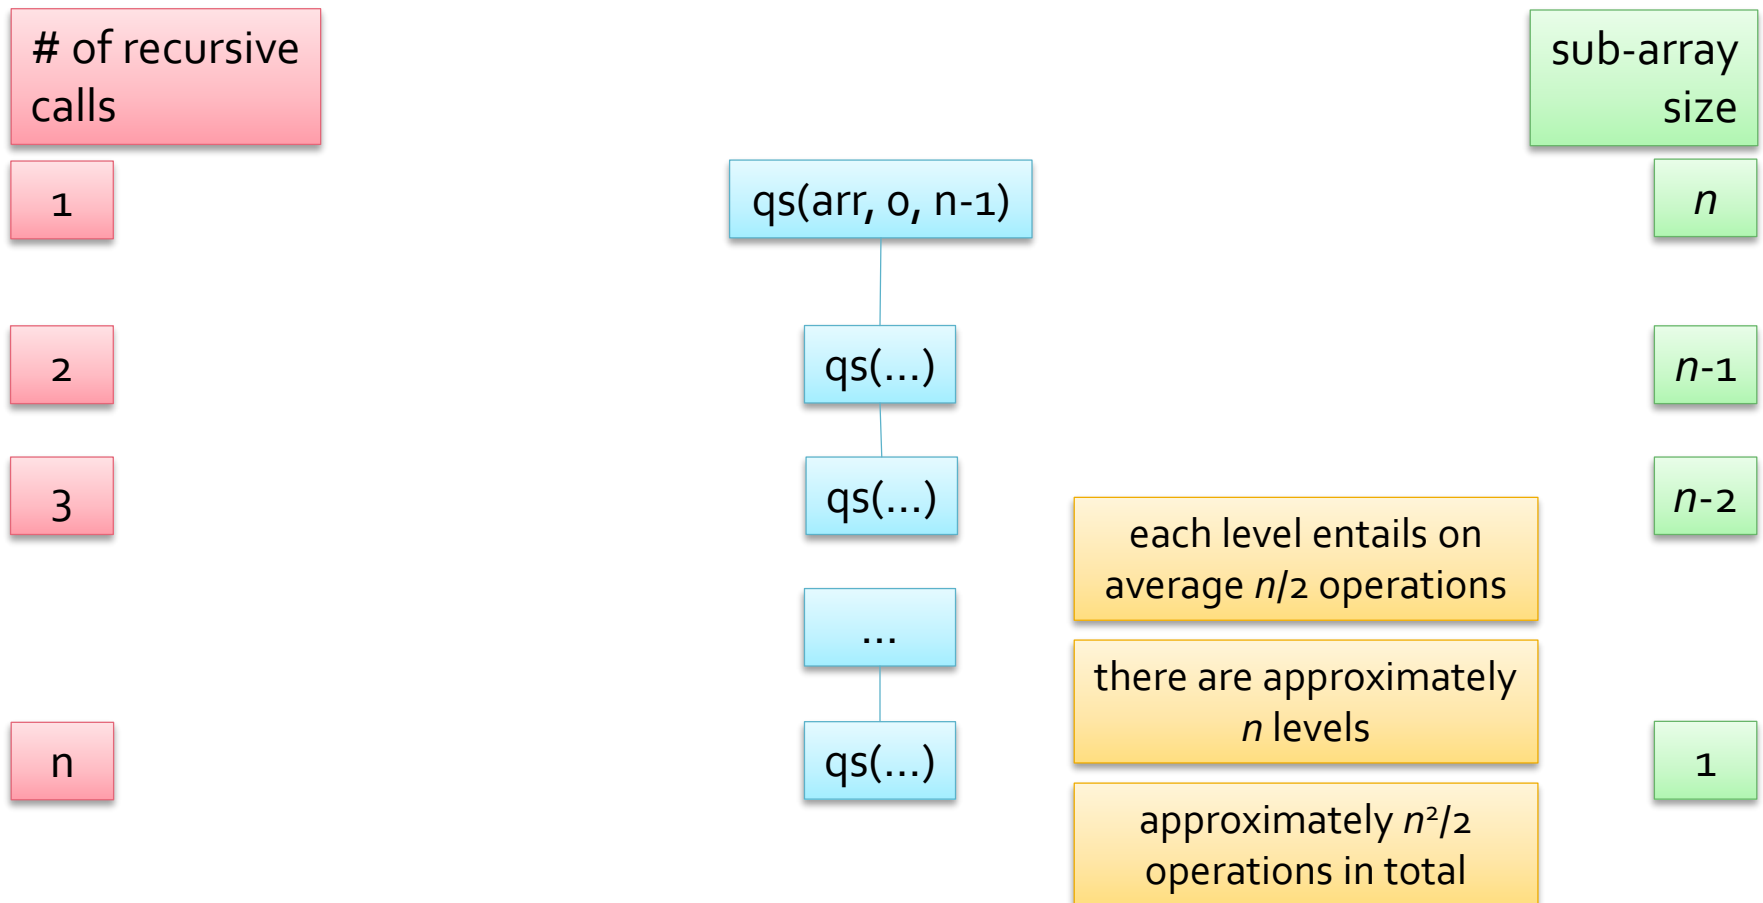 # of recursive
calls
sub-array
size
1
qs(arr, 0, n-1)
n
2
qs(...)
n-1
3
qs(...)
n-2
each level entails on
average n/2 operations
...
there are approximately
n levels
n
qs(...)
1
approximately n²/2
operations in total